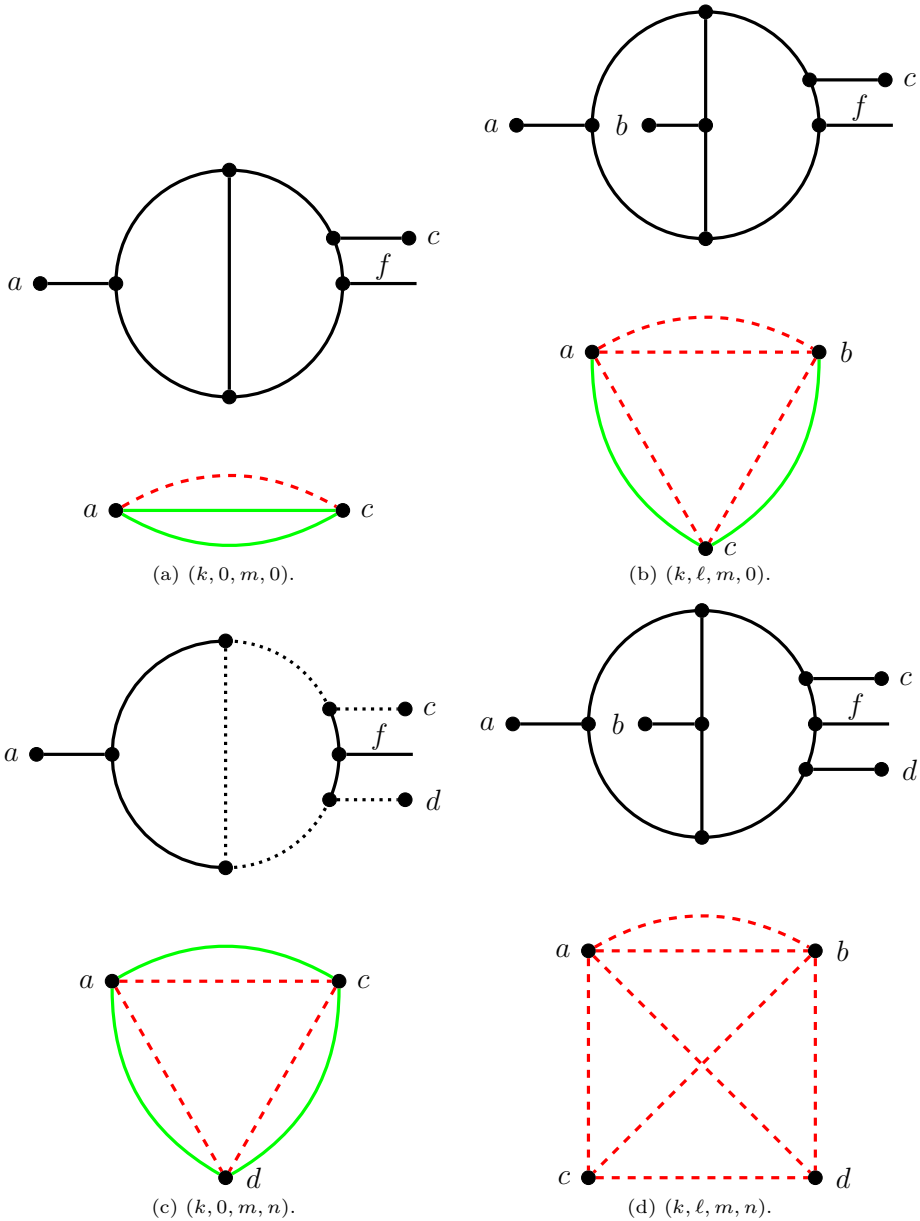 a
c
f
a
c
(a) (k, 0, m, 0).
a
b
c
f
a
b
c
(b) (k, ℓ, m, 0).
a
c
f
d
a
c
d
(c) (k, 0, m, n).
a
b
c
f
d
a
b
c
d
(d) (k, ℓ, m, n).